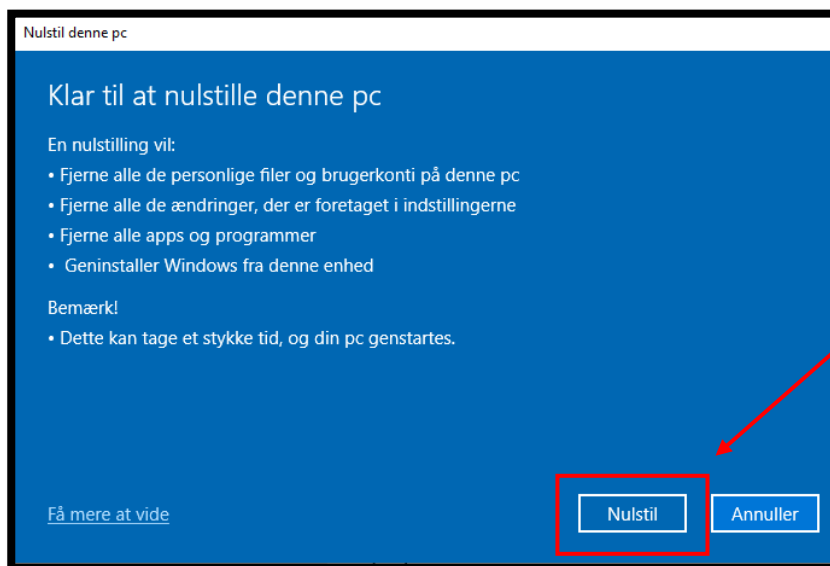 Nulstil denne pc
Klar til at nulstille denne pc
En nulstilling vil:
• Fjerne alle de personlige filer og brugerkonti på denne pc
• Fjerne alle de ændringer, der er foretaget i indstillingerne
• Fjerne alle apps og programmer
• Geninstaller Windows fra denne enhed
Bemærk!
• Dette kan tage et stykke tid, og din pc genstartes.
Få mere at vide
Nulstil
Annuller